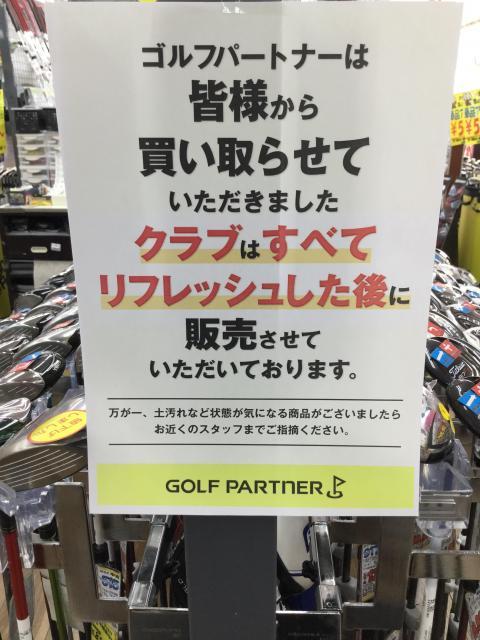 ゴルフパートナーは
皆様から
買い取らせて
いただきました
クラブはすべて
リフレッシュした後に
販売させて
いただいております。
万が一、土汚れなど状態が気になる商品がございましたら
お近くのスタッフまでご指摘ください。
GOLF PARTNER